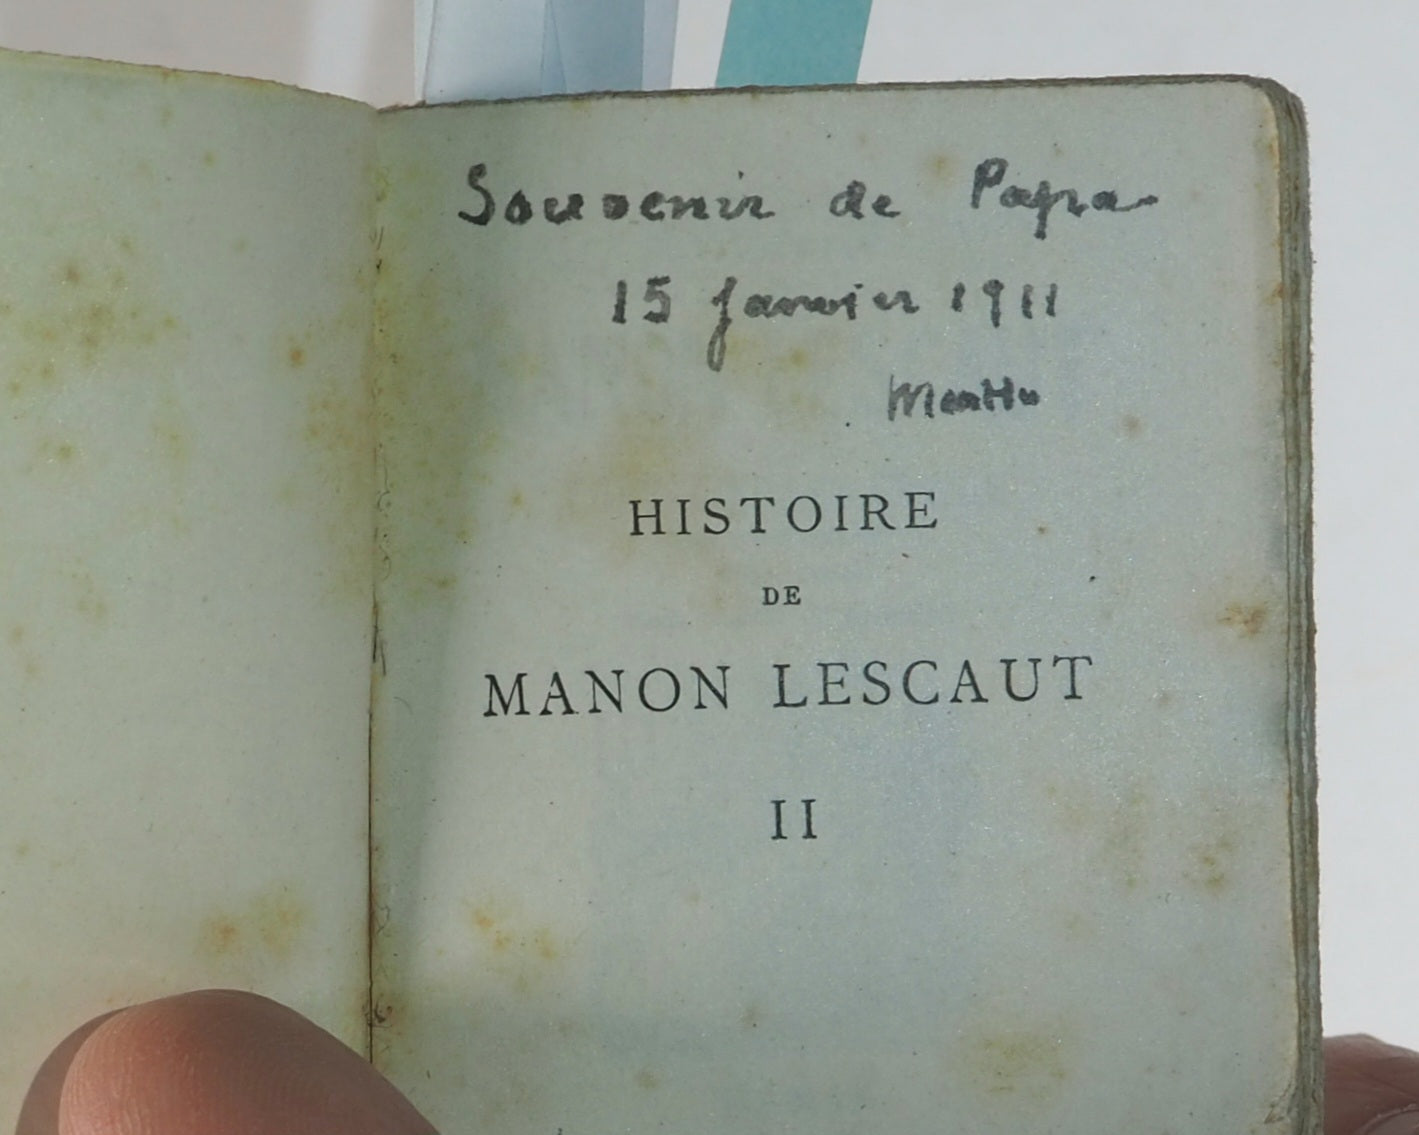 Souvenir de Papa
15 Janvier 1911
HISTOIRE
DE
MANON LESCAUT
II